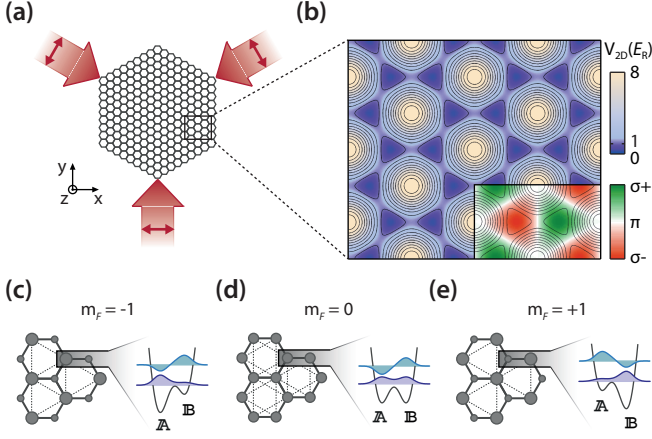 (a)
y
z
x
(b)
V2D(ER)
8
1
0
σ+
π
σ-
(c)
mF = -1
𝔸
𝔹
(d)
mF = 0
𝔸
𝔹
(e)
mF = +1
𝔸
𝔹